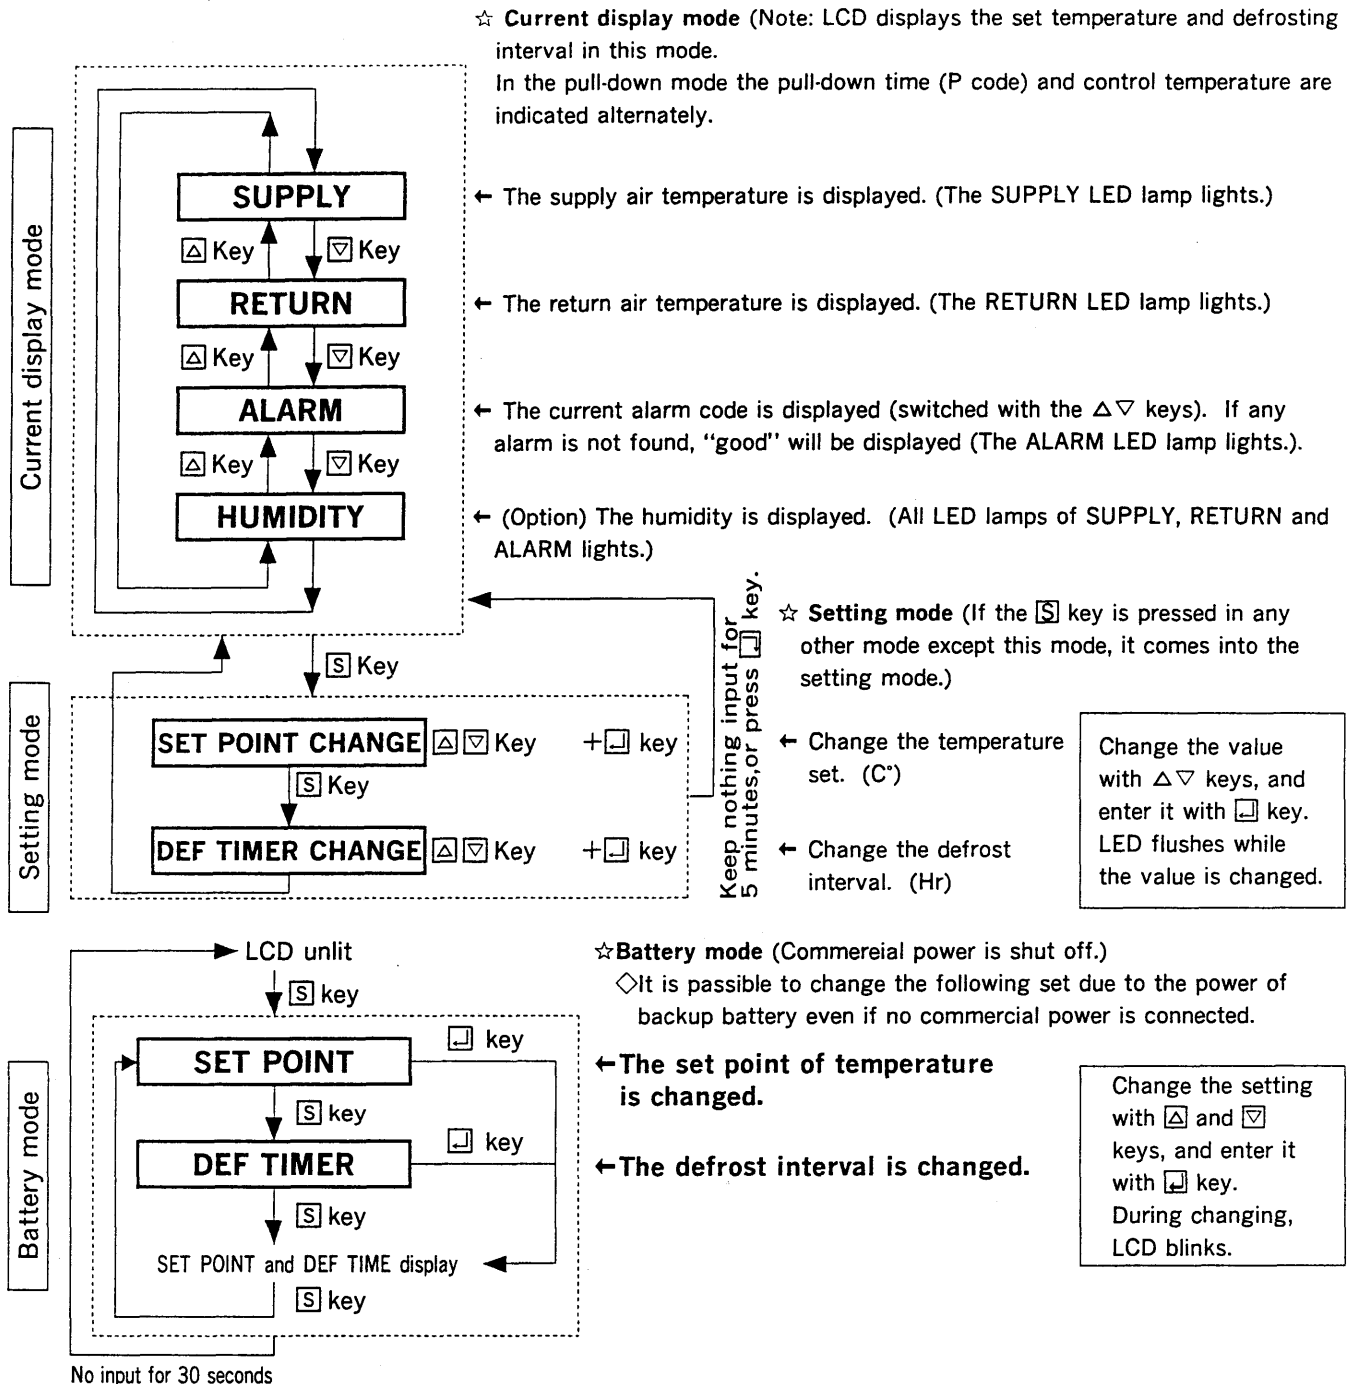 ☆ Current display mode (Note: LCD displays the set temperature and defrosting
interval in this mode.
In the pull-down mode the pull-down time (P code) and control temperature are
indicated alternately.
Current display mode
SUPPLY
← The supply air temperature is displayed. (The SUPPLY LED lamp lights.)
△ Key ▽ Key
RETURN
← The return air temperature is displayed. (The RETURN LED lamp lights.)
△ Key ▽ Key
ALARM
← The current alarm code is displayed (switched with the △▽ keys). If any
alarm is not found, "good" will be displayed (The ALARM LED lamp lights.).
△ Key ▽ Key
HUMIDITY
← (Option) The humidity is displayed. (All LED lamps of SUPPLY, RETURN and
ALARM lights.)
S Key
Keep nothing input for
5 minutes,or press ↵ key.
☆ Setting mode (If the S key is pressed in any
other mode except this mode, it comes into the
setting mode.)
Setting mode
SET POINT CHANGE △ ▽ Key +↵ key
← Change the temperature
set. (C°)
S Key
DEF TIMER CHANGE △ ▽ Key +↵ key
← Change the defrost
interval. (Hr)
Change the value
with △▽ keys, and
enter it with ↵ key.
LED flushes while
the value is changed.
LCD unlit
☆Battery mode (Commereial power is shut off.)
◇It is passible to change the following set due to the power of
backup battery even if no commercial power is connected.
S key
Battery mode
SET POINT
↵ key
←The set point of temperature
is changed.
S key
DEF TIMER
↵ key
←The defrost interval is changed.
S key
SET POINT and DEF TIME display
S key
No input for 30 seconds
Change the setting
with △ and ▽
keys, and enter it
with ↵ key.
During changing,
LCD blinks.